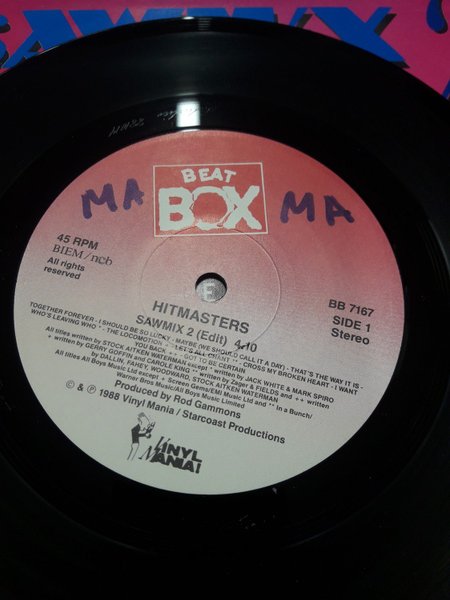 SAWMIX
BEAT
BOX
MA MA
45 RPM
BIEM/ncb
All rights
reserved
BB 7167
SIDE 1
Stereo
HITMASTERS
SAWMIX 2 (Edit) 4.10
TOGETHER FOREVER - I SHOULD BE SO LUCKY - MAYBE (WE SHOULD CALL IT A DAY) - THAT'S THE WAY IT IS -
WHO'S LEAVING WHO * - THE LOCOMOTION + - LET'S ALL CHANT ** - CROSS MY BROKEN HEART - I WANT
YOU BACK ++ - GOT TO BE CERTAIN
All titles written by STOCK AITKEN WATERMAN except * written by JACK WHITE & MARK SPIRO
+ written by GERRY GOFFIN and CAROLE KING ** written by Zager & FIELDS and ++ written
by DALLIN, FAHEY, WOODWARD, STOCK AITKEN WATERMAN
All titles All Boys Music Ltd except Screen Gems/EMI Music Ltd and ** In a Bunch/
Warner Bros Music/All Boys Music Limited
Produced by Rod Gammons
© & ℗ 1988 Vinyl Mania / Starcoast Productions
VINYL
MANIA!